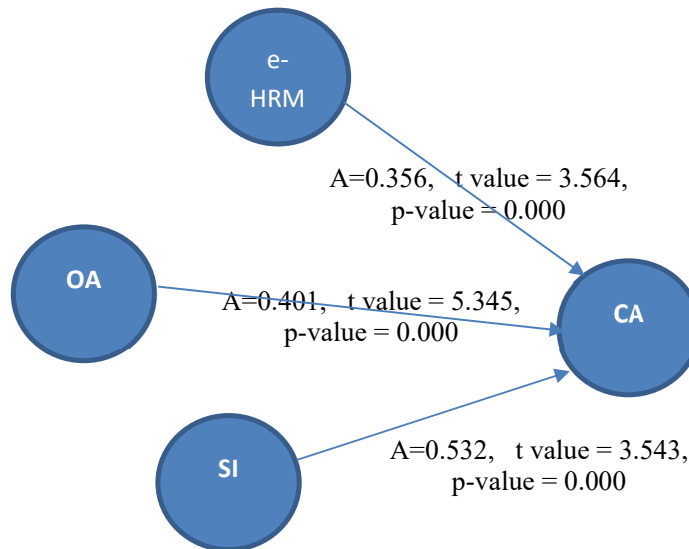 e-
HRM
A=0.356, t value = 3.564,
p-value = 0.000
OA
A=0.401, t value = 5.345,
p-value = 0.000
CA
SI
A=0.532, t value = 3.543,
p-value = 0.000